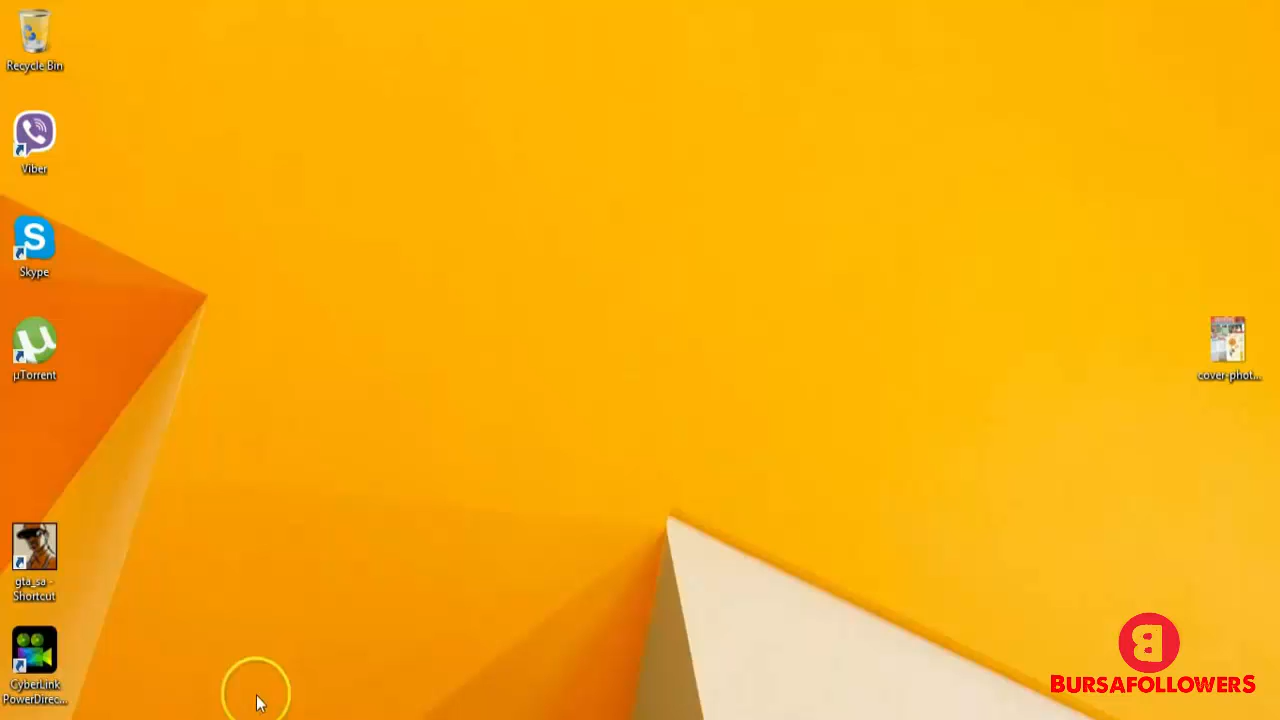 Recycle Bin
Viber
S
Skype
µ
µTorrent
gta_sa -
Shortcut
CyberLink
PowerDirec...
cover-phot...
B
BURSAFOLLOWERS